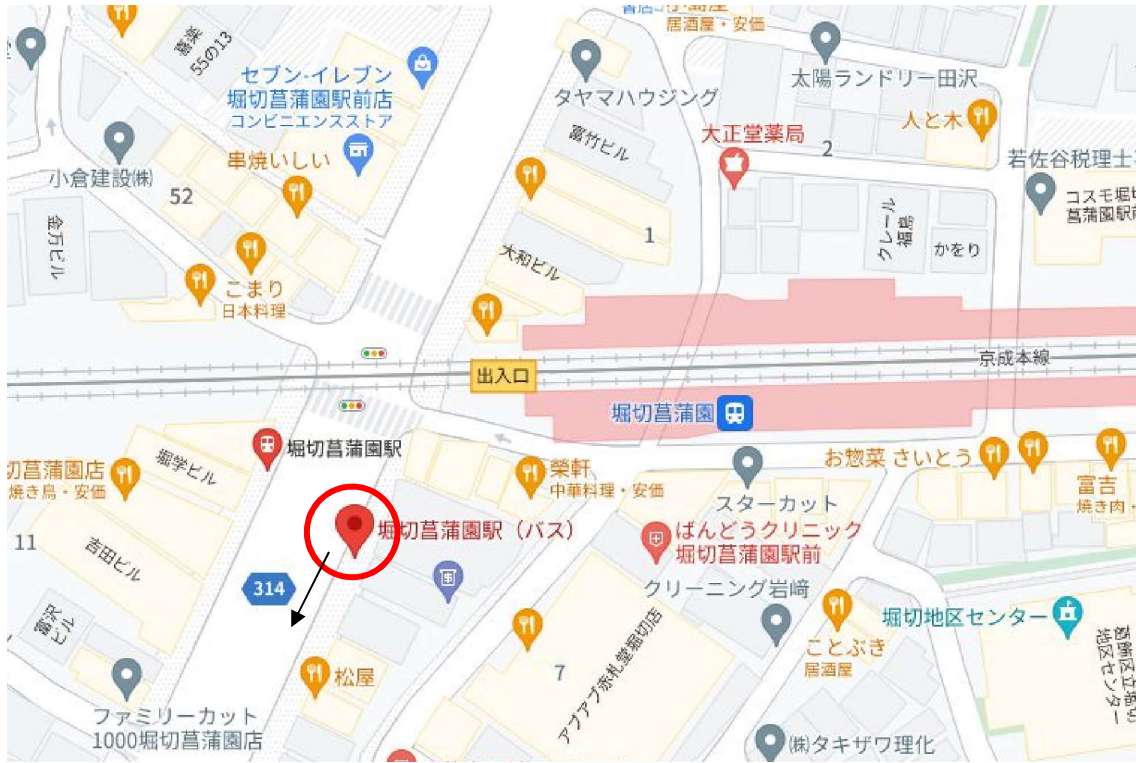 居酒屋・安価
喜楽
55の13
セブン-イレブン
堀切菖蒲園駅前店
コンビニエンスストア
タヤマハウジング
太陽ランドリー田沢
串焼いしい
富竹ビル
大正堂薬局
2
人と木
小倉建設㈱
52
若佐谷税理士
コスモ堀切
菖蒲園駅前
金万ビル
大和ビル
1
クレール
福島
かをり
こまり
日本料理
出入口
京成本線
堀切菖蒲園
堀切菖蒲園駅
切菖蒲園店
焼き鳥・安価
堀学ビル
榮軒
中華料理・安価
スターカット
お惣菜 さいとう
富吉
焼き肉・
堀切菖蒲園駅（バス）
ばんどうクリニック
堀切菖蒲園駅前
11
吉田ビル
314
クリーニング岩﨑
堀切地区センター
富沢
ビル
松屋
7
アブアブ赤札堂堀切店
ことぶき
居酒屋
葛飾区立堀切
地区センター
ファミリーカット
1000堀切菖蒲園店
㈱タキザワ理化